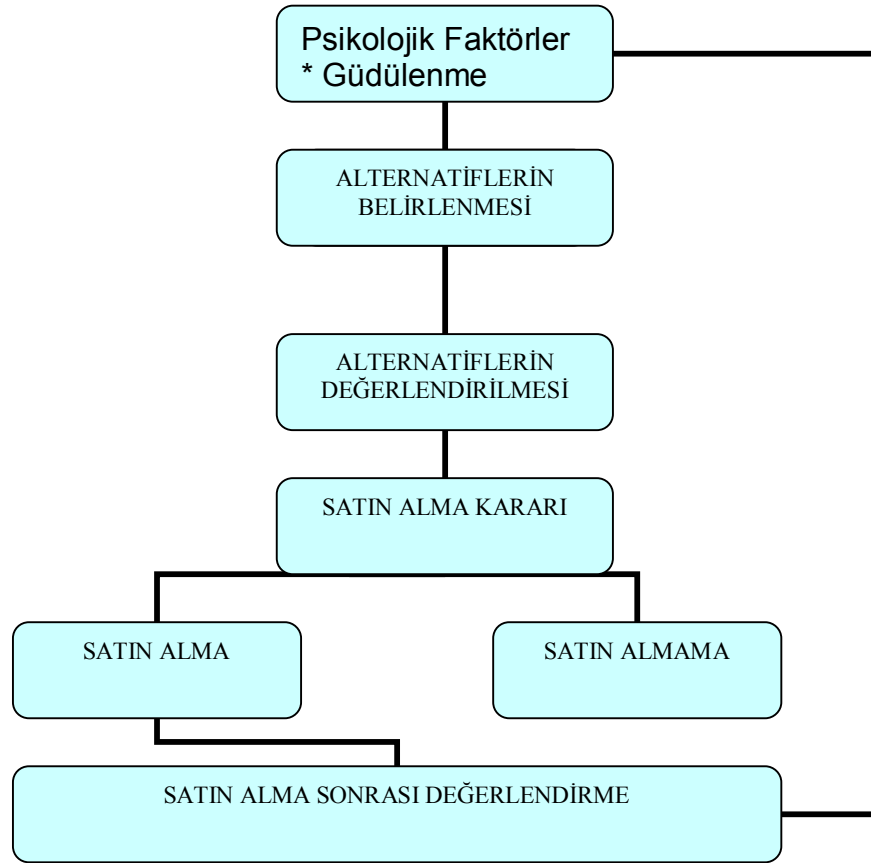 Psikolojik Faktörler
* Güdülenme
ALTERNATİFLERİN
BELİRLENMESİ
ALTERNATİFLERİN
DEĞERLENDİRİLMESİ
SATIN ALMA KARARI
SATIN ALMA
SATIN ALMAMA
SATIN ALMA SONRASI DEĞERLENDİRME